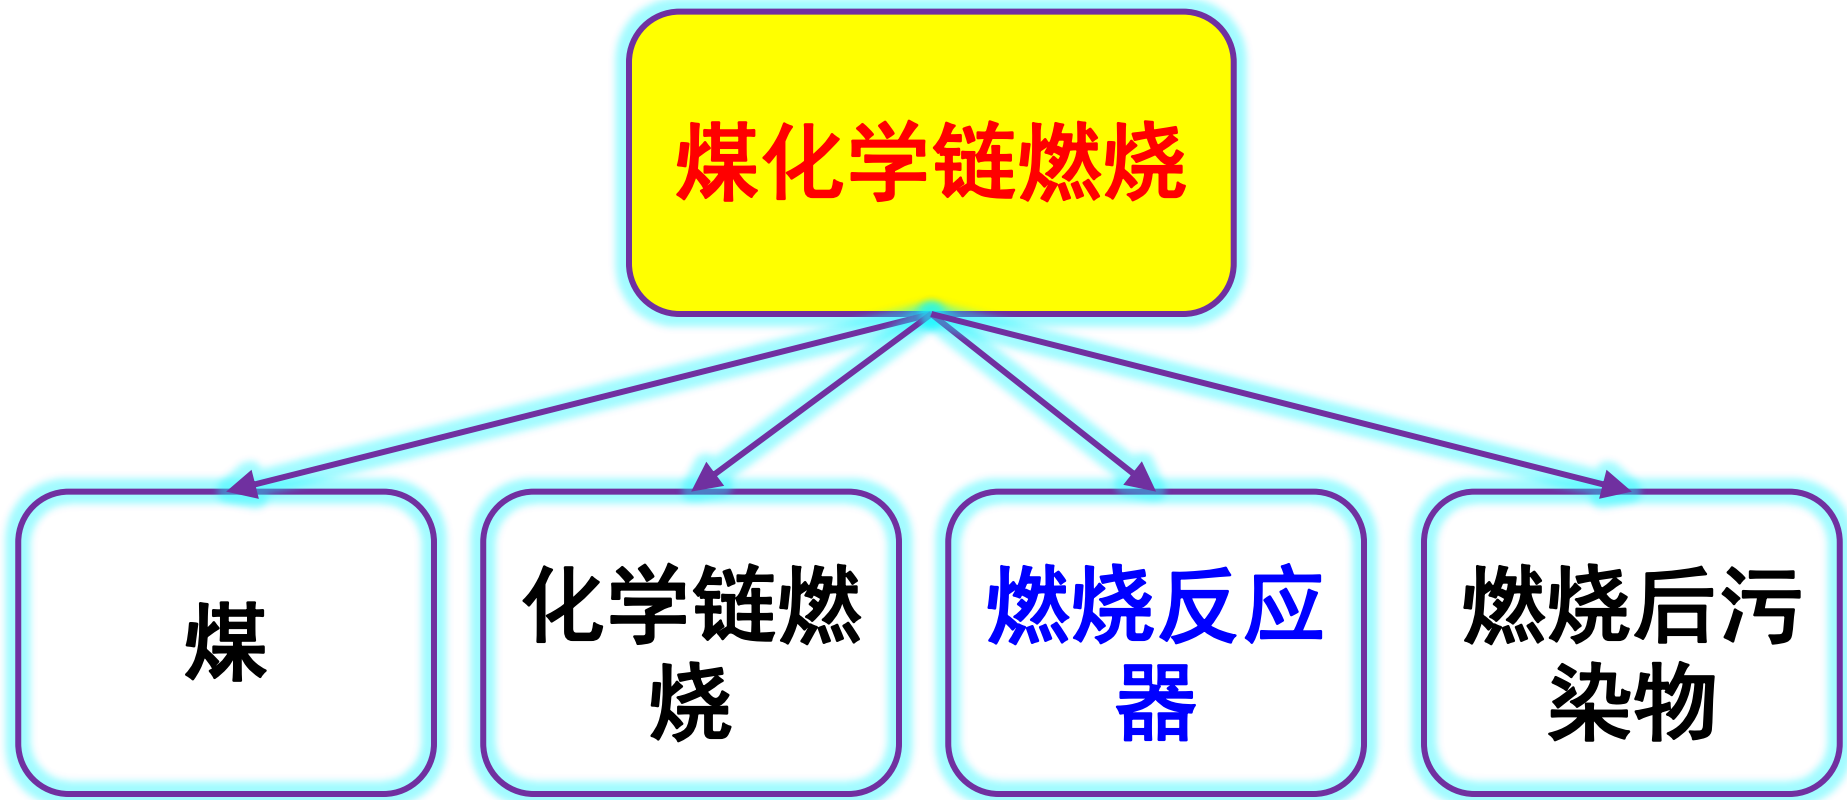 煤化学链燃烧
煤
化学链燃
烧
燃烧反应
器
燃烧后污
染物